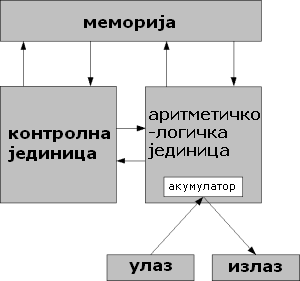 меморија
контролна
јединица
аритметичко
-логичка
јединица
акумулатор
улаз
излаз